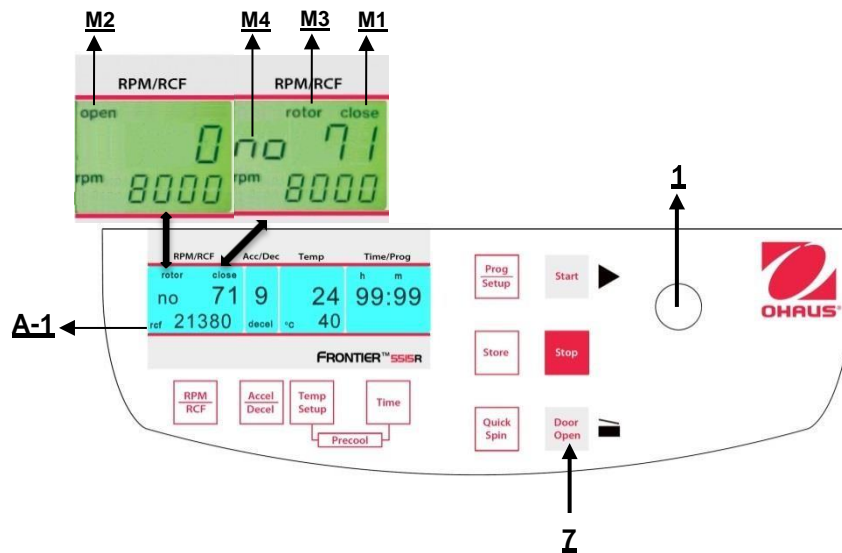 M2 M4 M3 M1
RPM/RCF
open
0
rpm 8000
RPM/RCF
rotor close
no 71
rpm 8000
1
RPM/RCF Acc/Dec Temp Time/Prog
rotor close h m
no 71 9 24 99:99
rcf 21380 decel °C 40
A-1
FRONTIER™ 5515R
RPM
RCF
Accel
Decel
Temp
Setup
Time
Precool
Prog
Setup
Start
Store
Stop
Quick
Spin
Door
Open
OHAUS®
7